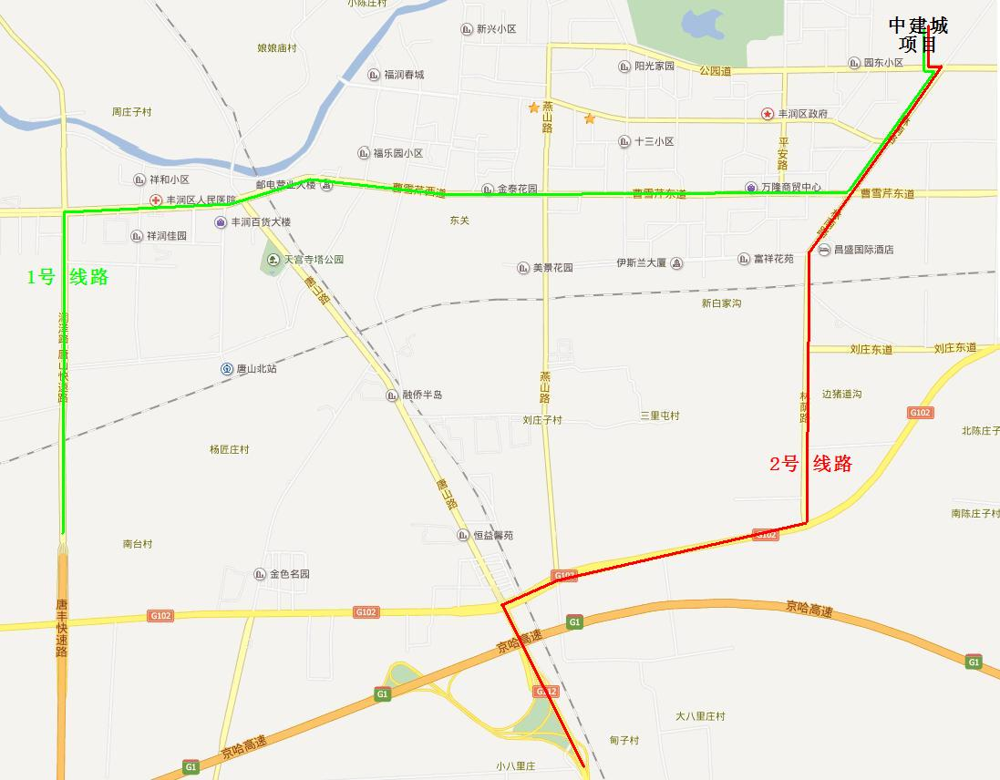 小陈庄村
中建城
项目
新兴小区
娘娘庙村
阳光家园
公园道
园东小区
福润春城
周庄子村
燕山路
丰润区政府
十三小区
平安路
福乐园小区
祥和小区
邮电营业大楼
曹雪芹西道
金泰花园
曹雪芹东道
万隆商贸中心
曹雪芹东道
丰润区人民医院
丰润百货大楼
东关
祥润佳园
天宫寺塔公园
美景花园
伊斯兰大厦
富祥花苑
昌盛国际酒店
1号 线路
唐山路
新白家沟
润泽路
唐山快速路
刘庄东道
刘庄东道
唐山北站
燕山路
融侨半岛
林荫路
边猪道沟
G102
刘庄子村
三里屯村
北陈庄子
杨匠庄村
2号 线路
唐山路
南陈庄子村
恒益馨苑
G102
南台村
金色名园
G102
G102
G102
唐丰快速路
京哈高速
G1
京哈高速
G1
G1
G112
大八里庄村
甸子村
京哈高速
G1
小八里庄